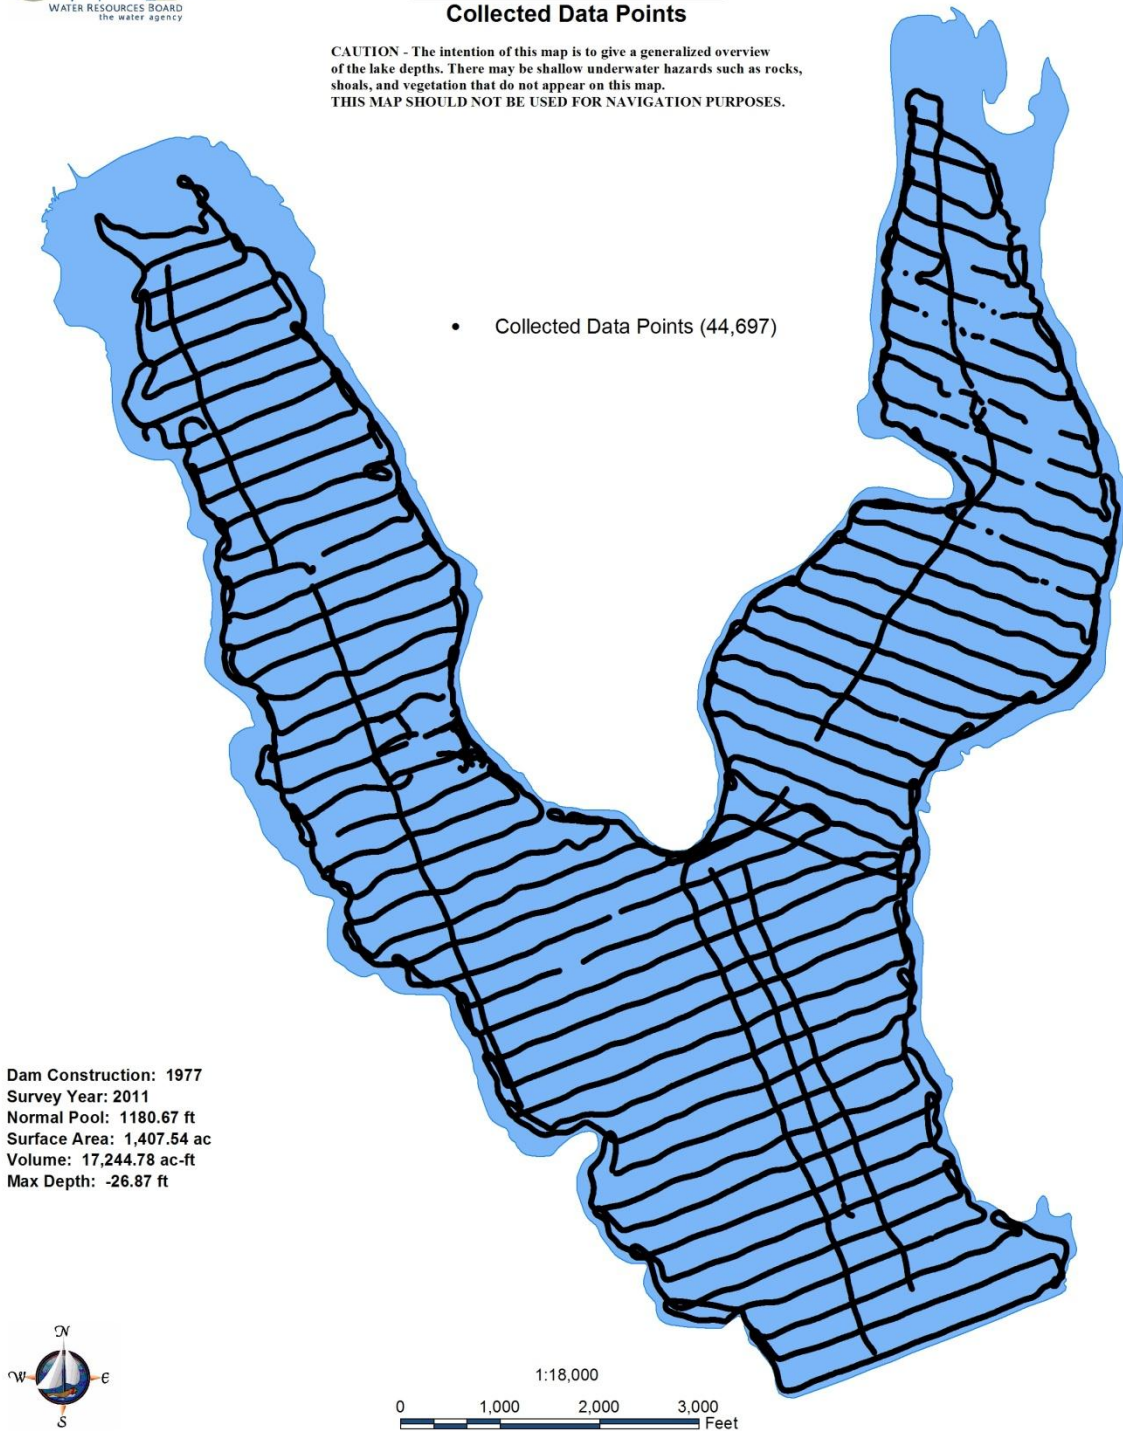 WATER RESOURCES BOARD
the water agency
Collected Data Points
CAUTION - The intention of this map is to give a generalized overview
of the lake depths. There may be shallow underwater hazards such as rocks,
shoals, and vegetation that do not appear on this map.
THIS MAP SHOULD NOT BE USED FOR NAVIGATION PURPOSES.
• Collected Data Points (44,697)
Dam Construction: 1977
Survey Year: 2011
Normal Pool: 1180.67 ft
Surface Area: 1,407.54 ac
Volume: 17,244.78 ac-ft
Max Depth: -26.87 ft
N
W E
S
1:18,000
0 1,000 2,000 3,000
Feet